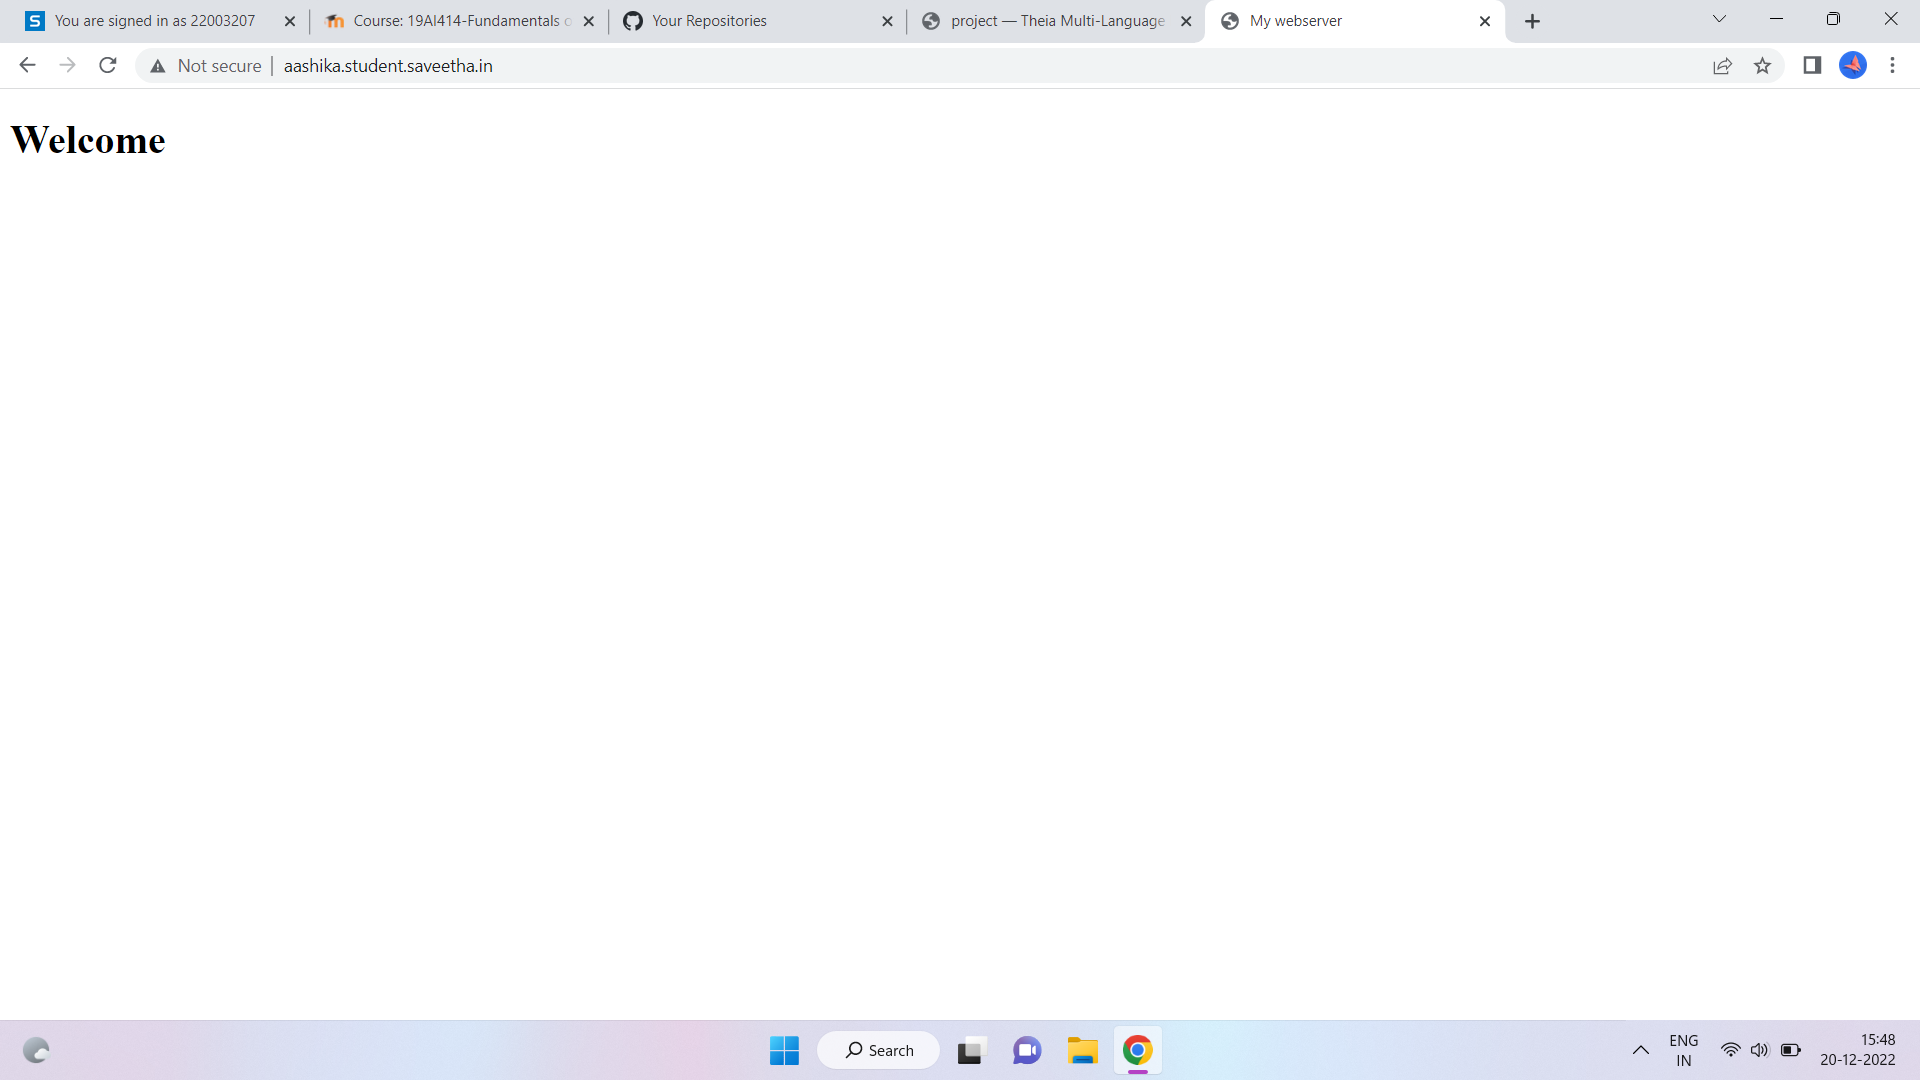 You are signed in as 22003207
Course: 19AI414-Fundamentals
Your Repositories
project — Theia Multi-Language
My webserver
Not secure
aashika.student.saveetha.in
Welcome
Search
ENG
IN
15:48
20-12-2022